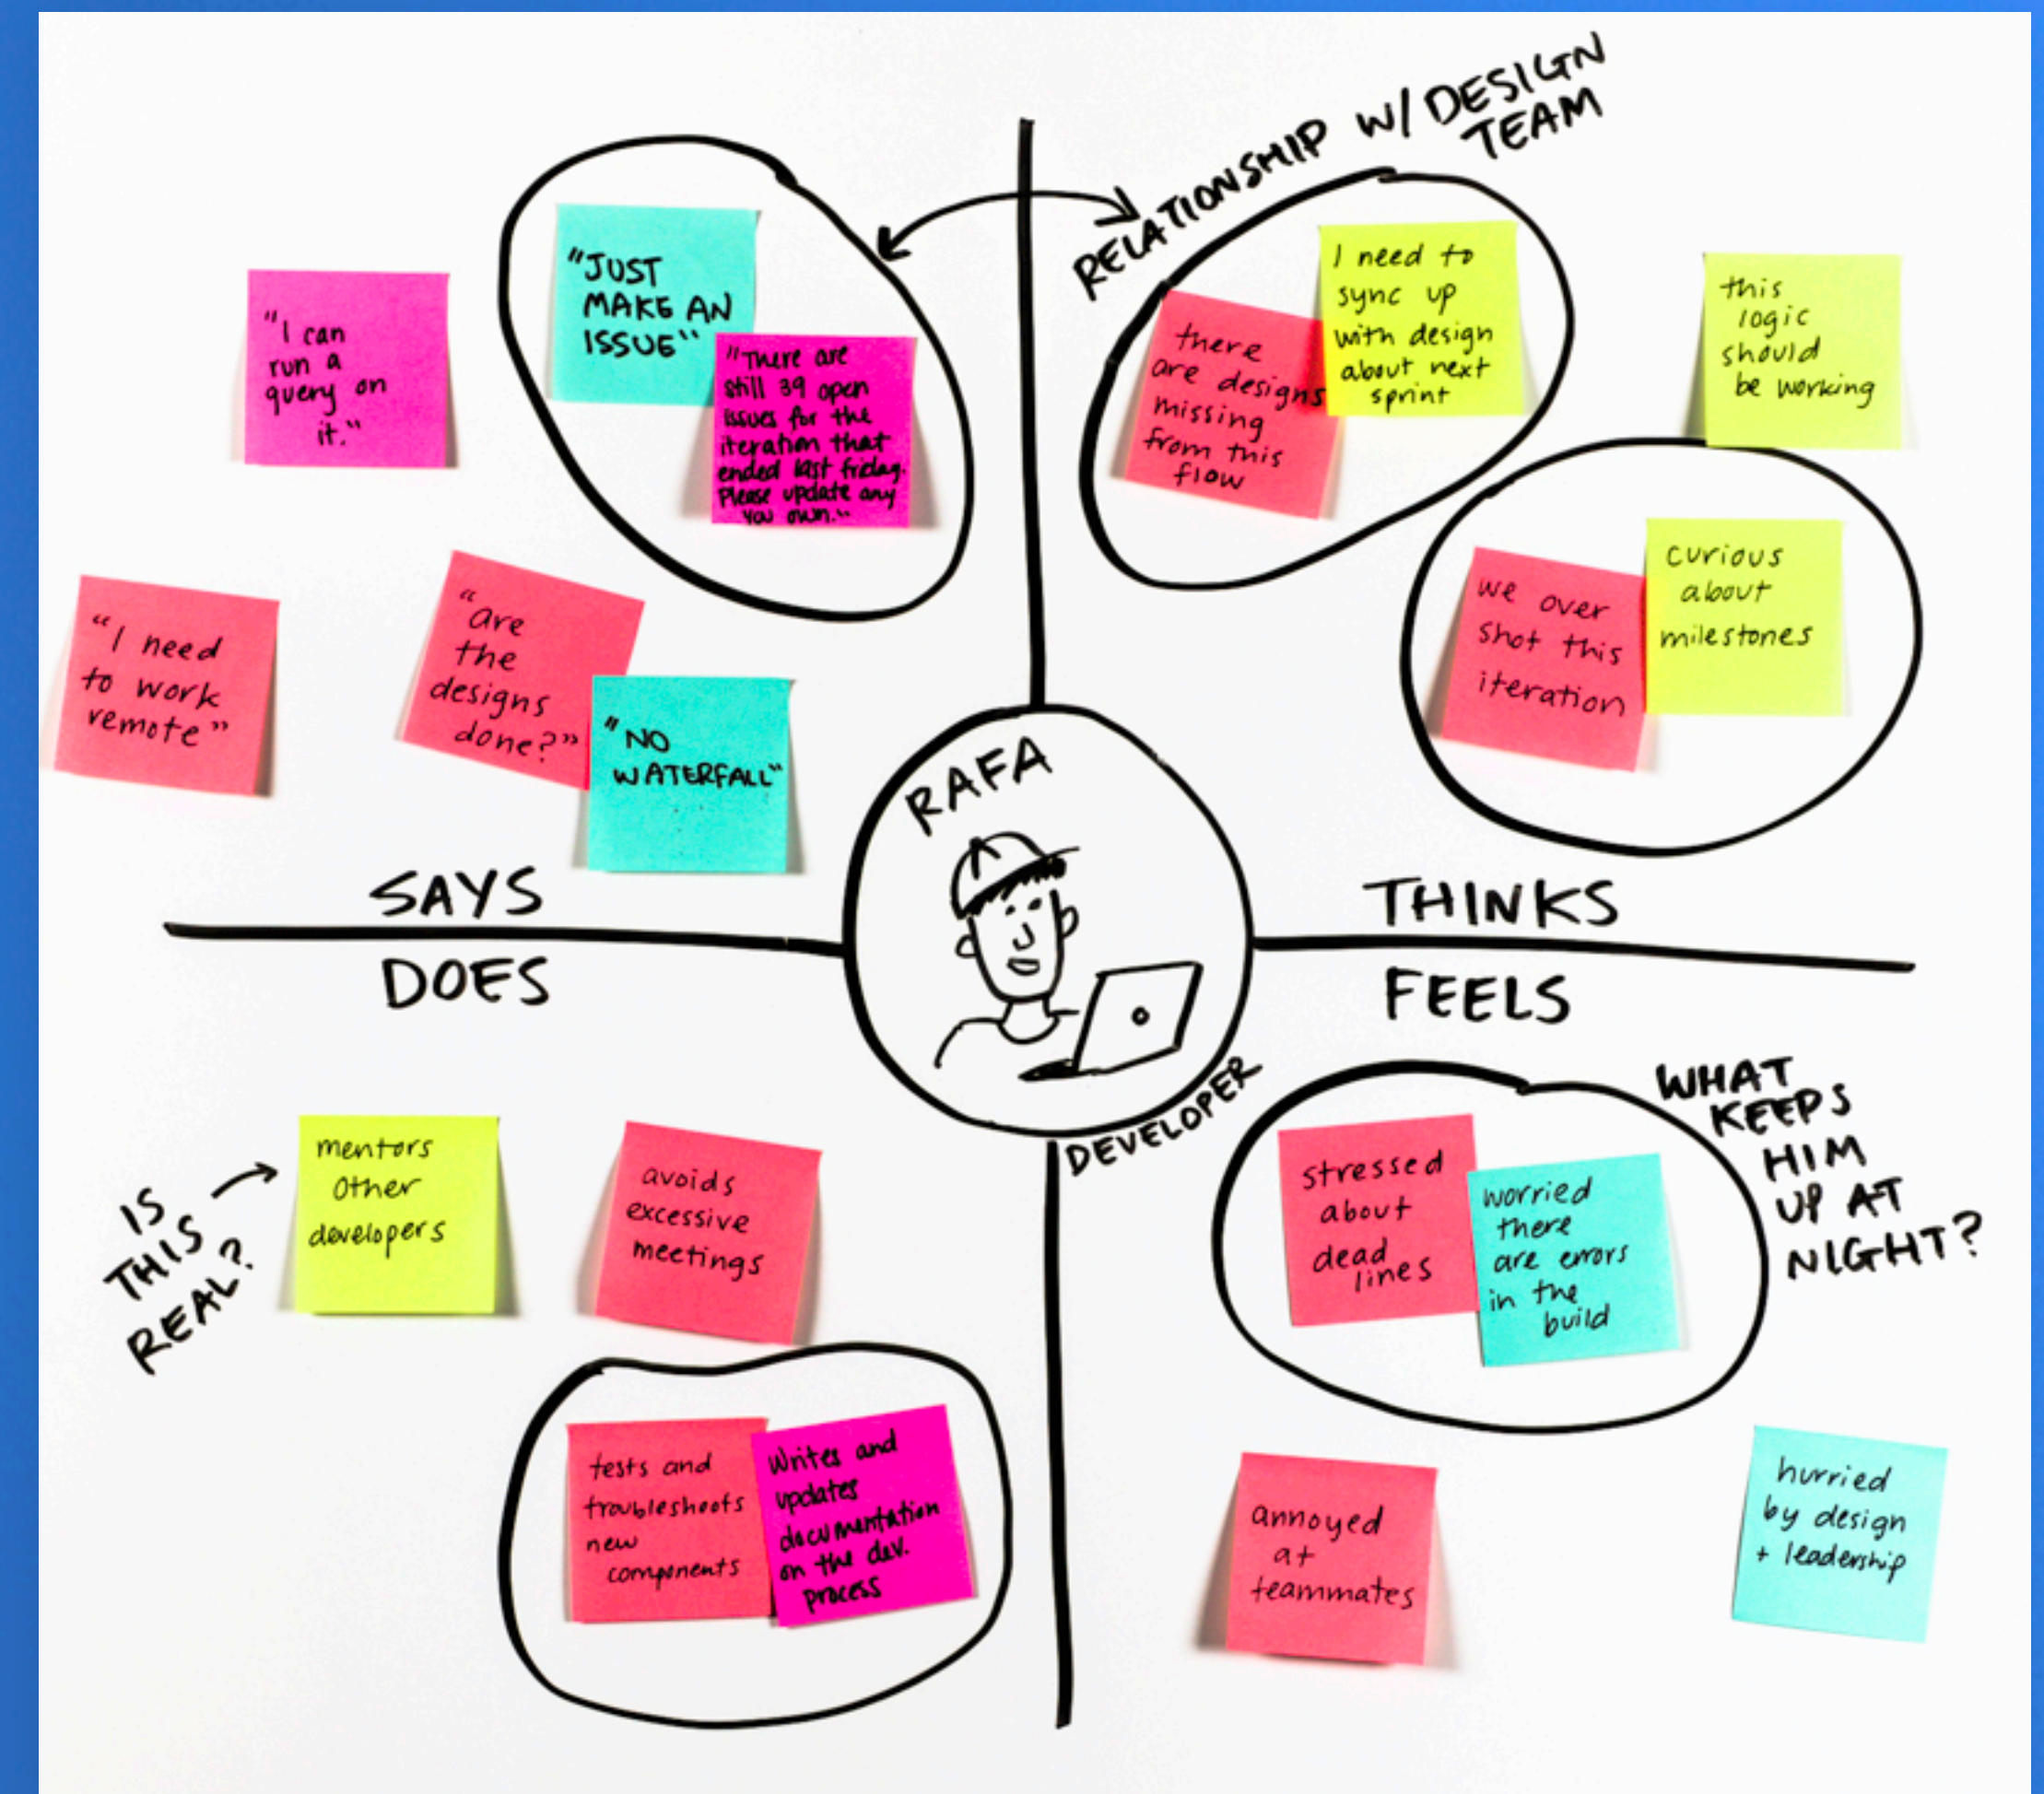 RELATIONSHIP W/ DESIGN
TEAM
"I can
run a
query on
it."
"JUST
MAKE AN
ISSUE"
"There are
still 39 open
issues for the
iteration that
ended last friday.
Please update any
you own."
"I need
to work
remote"
"are
the
designs
done?"
"NO
WATERFALL"
SAYS
there
are designs
missing
from this
flow
I need to
sync up
with design
about next
sprint
this
logic
should
be working
we over
shot this
iteration
curious
about
milestones
THINKS
RAFA
DEVELOPER
DOES
IS
THIS
REAL?
mentors
other
developers
avoids
excessive
meetings
tests and
troubleshoots
new
components
Writes and
updates
documentation
on the dev.
process
FEELS
WHAT
KEEPS
HIM
UP AT
NIGHT?
stressed
about
dead
lines
worried
there
are errors
in the
build
annoyed
at
teammates
hurried
by design
+ leadership